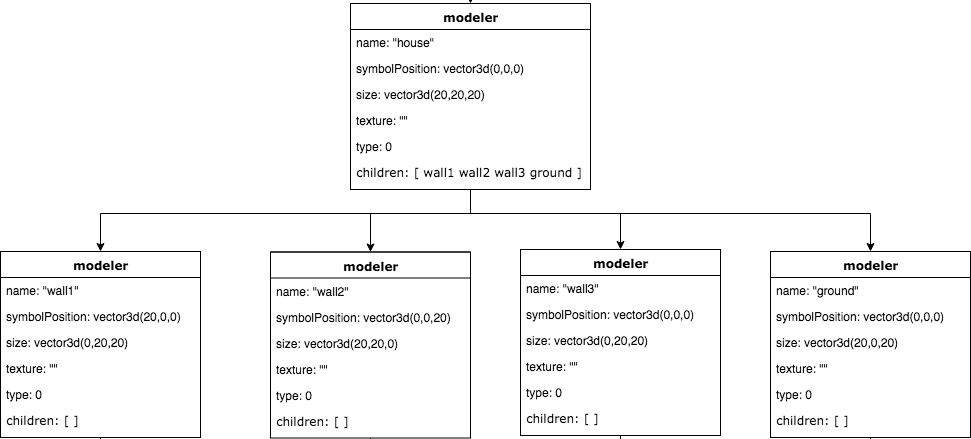 modeler
name: "house"
symbolPosition: vector3d(0,0,0)
size: vector3d(20,20,20)
texture: ""
type: 0
children: [ wall1 wall2 wall3 ground ]
modeler
name: "wall1"
symbolPosition: vector3d(20,0,0)
size: vector3d(0,20,20)
texture: ""
type: 0
children: [ ]
modeler
name: "wall2"
symbolPosition: vector3d(0,0,20)
size: vector3d(20,20,0)
texture: ""
type: 0
children: [ ]
modeler
name: "wall3"
symbolPosition: vector3d(0,0,0)
size: vector3d(0,20,20)
texture: ""
type: 0
children: [ ]
modeler
name: "ground"
symbolPosition: vector3d(0,0,0)
size: vector3d(20,0,20)
texture: ""
type: 0
children: [ ]